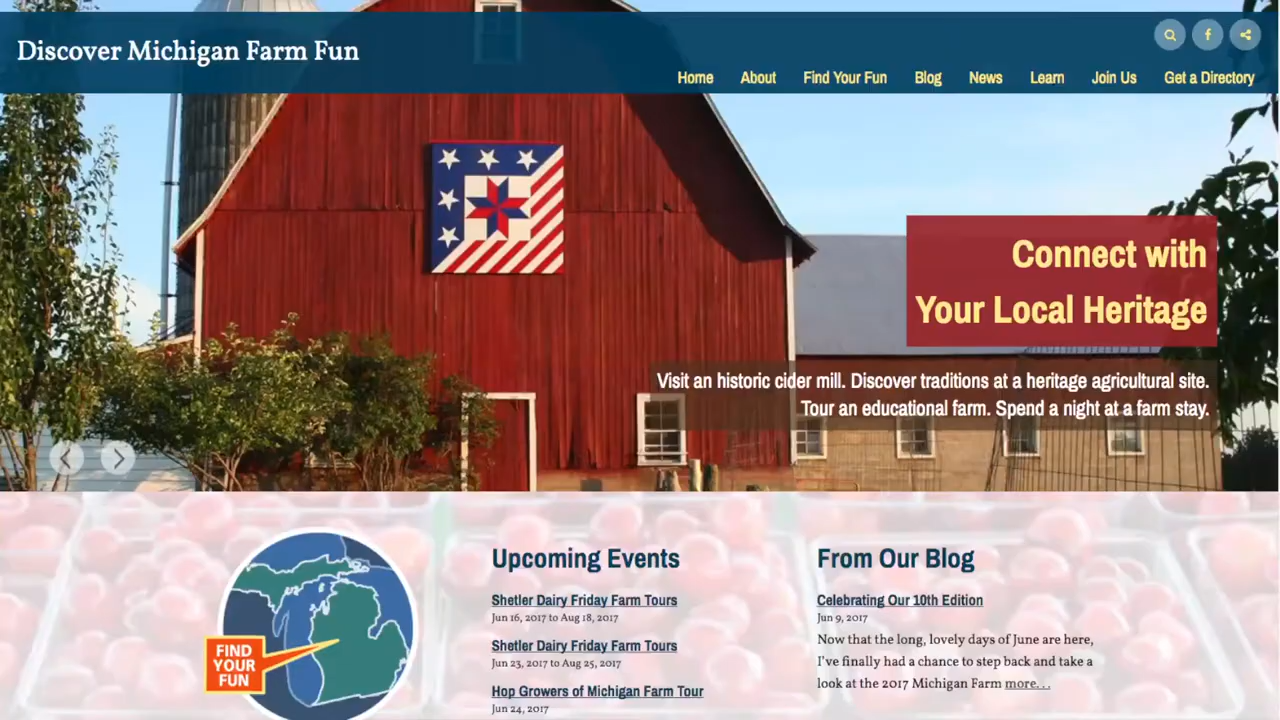 Discover Michigan Farm Fun
Home About Find Your Fun Blog News Learn Join Us Get a Directory
Connect with
Your Local Heritage
Visit an historic cider mill. Discover traditions at a heritage agricultural site.
Tour an educational farm. Spend a night at a farm stay.
FIND
YOUR
FUN
Upcoming Events
Shetler Dairy Friday Farm Tours
Jun 16, 2017 to Aug 18, 2017
Shetler Dairy Friday Farm Tours
Jun 23, 2017 to Aug 25, 2017
Hop Growers of Michigan Farm Tour
Jun 24, 2017
From Our Blog
Celebrating Our 10th Edition
Jun 9, 2017
Now that the long, lovely days of June are here,
I've finally had a chance to step back and take a
look at the 2017 Michigan Farm more. . .